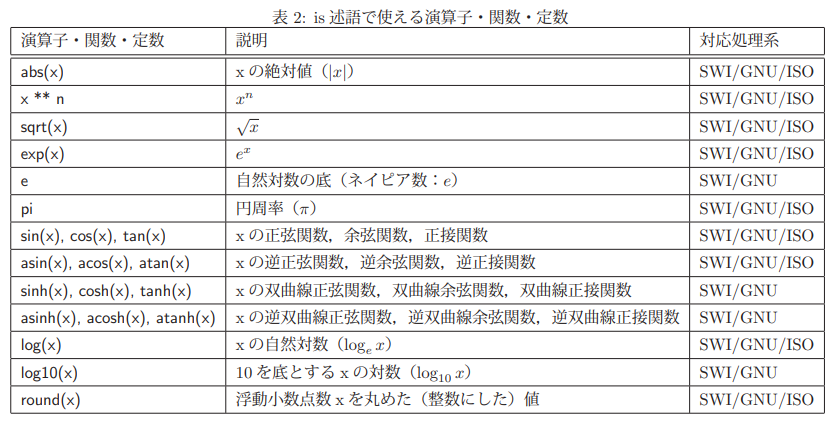 表 2: is 述語で使える演算子・関数・定数
演算子・関数・定数 説明 対応処理系
abs(x) x の絶対値（|x|） SWI/GNU/ISO
x ** n xⁿ SWI/GNU/ISO
sqrt(x) √x SWI/GNU/ISO
exp(x) eˣ SWI/GNU/ISO
e 自然対数の底（ネイピア数：e） SWI/GNU
pi 円周率（π） SWI/GNU/ISO
sin(x), cos(x), tan(x) x の正弦関数，余弦関数，正接関数 SWI/GNU/ISO
asin(x), acos(x), atan(x) x の逆正弦関数，逆余弦関数，逆正接関数 SWI/GNU/ISO
sinh(x), cosh(x), tanh(x) x の双曲線正弦関数，双曲線余弦関数，双曲線正接関数 SWI/GNU
asinh(x), acosh(x), atanh(x) x の逆双曲線正弦関数，逆双曲線余弦関数，逆双曲線正接関数 SWI/GNU
log(x) x の自然対数（logₑ x） SWI/GNU/ISO
log10(x) 10 を底とする x の対数（log₁₀ x） SWI/GNU
round(x) 浮動小数点数 x を丸めた（整数にした）値 SWI/GNU/ISO